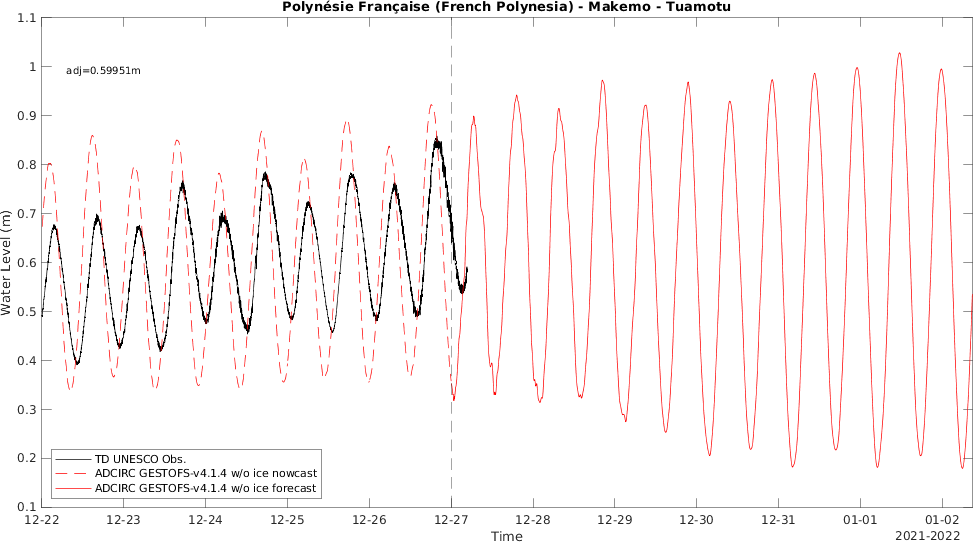 Polynésie Française (French Polynesia) - Makemo - Tuamotu
adj=0.59951m
Water Level (m)
1.1
1
0.9
0.8
0.7
0.6
0.5
0.4
0.3
0.2
0.1
TD UNESCO Obs.
ADCIRC GESTOFS-v4.1.4 w/o ice nowcast
ADCIRC GESTOFS-v4.1.4 w/o ice forecast
12-22 12-23 12-24 12-25 12-26 12-27 12-28 12-29 12-30 12-31 01-01 01-02
Time
2021-2022